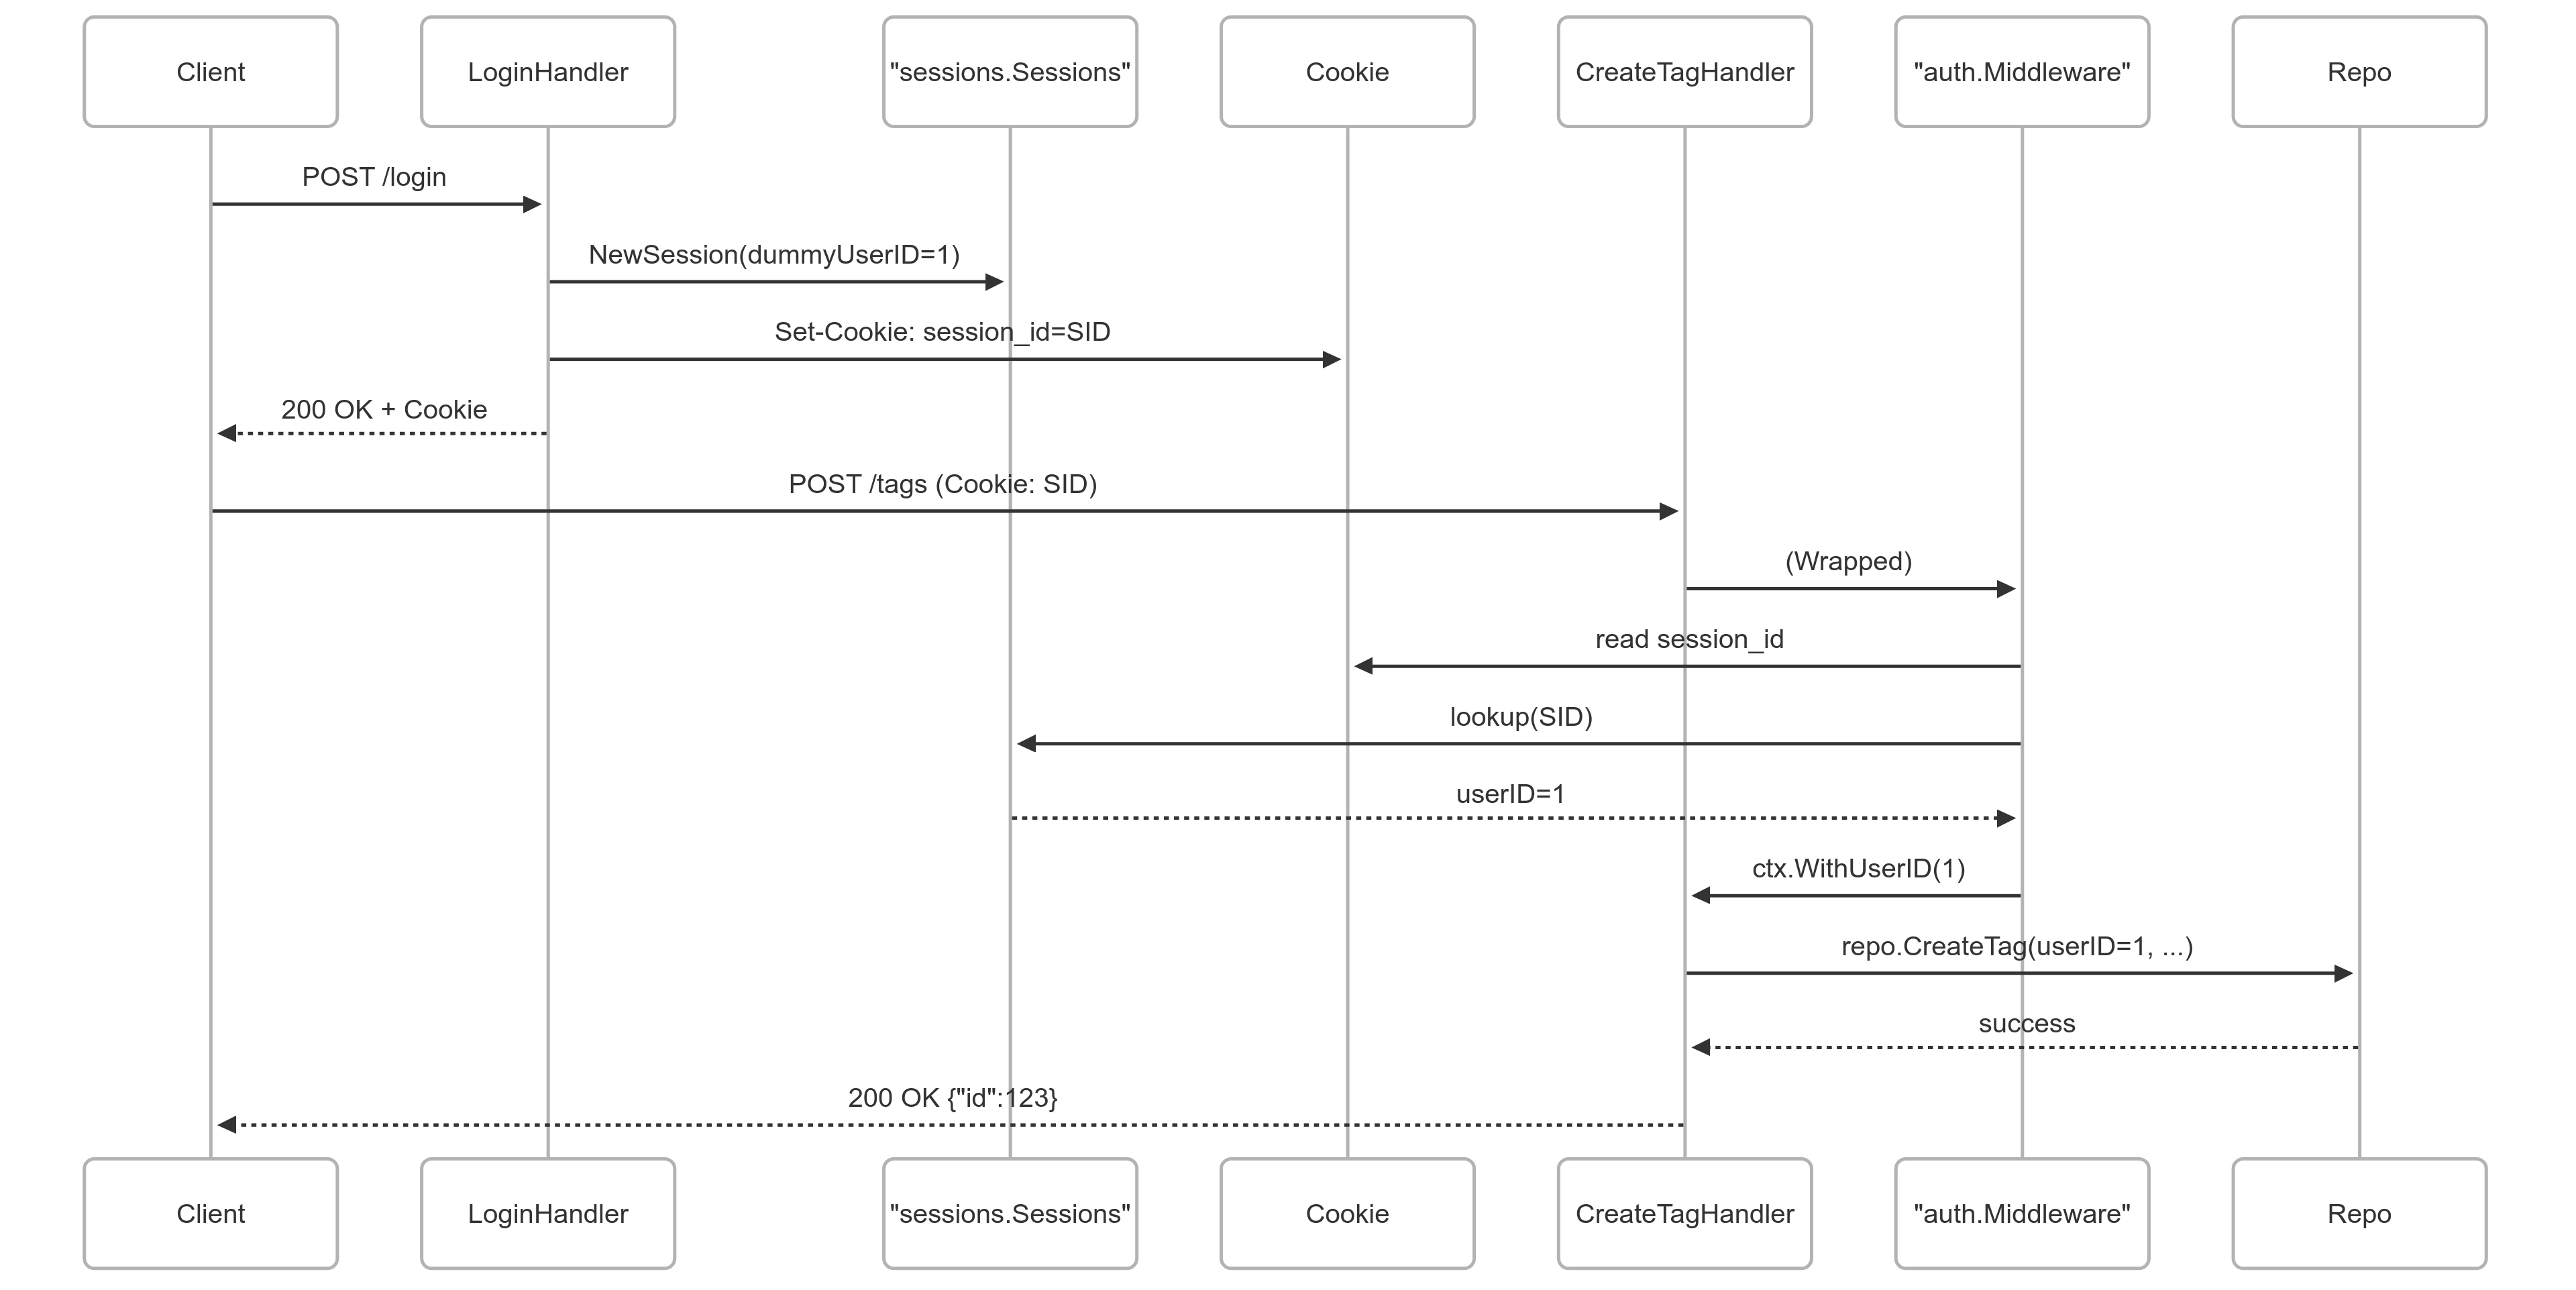 Client
LoginHandler
"sessions.Sessions"
Cookie
CreateTagHandler
"auth.Middleware"
Repo
POST /login
NewSession(dummyUserID=1)
Set-Cookie: session_id=SID
200 OK + Cookie
POST /tags (Cookie: SID)
(Wrapped)
read session_id
lookup(SID)
userID=1
ctx.WithUserID(1)
repo.CreateTag(userID=1, ...)
success
200 OK {"id":123}
Client
LoginHandler
"sessions.Sessions"
Cookie
CreateTagHandler
"auth.Middleware"
Repo